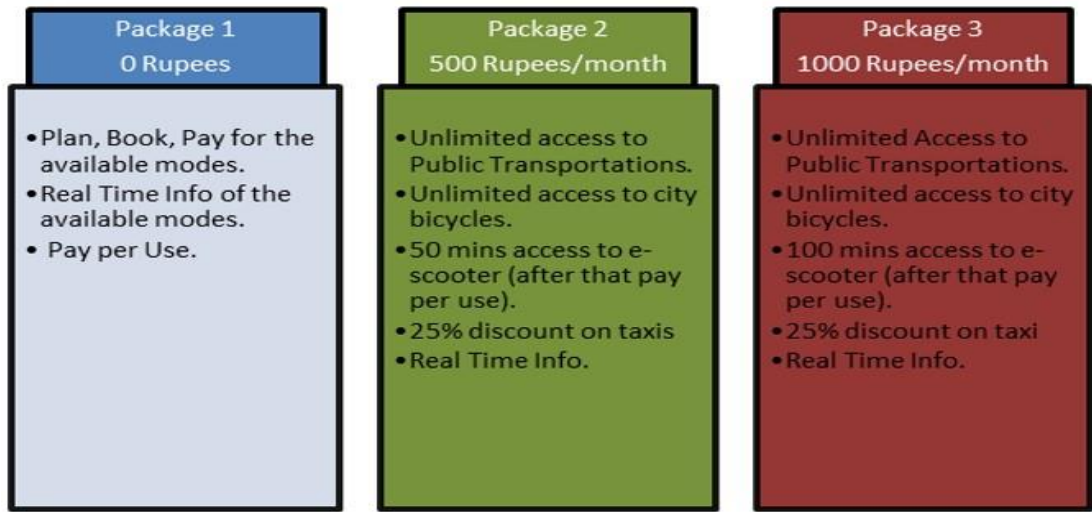 Package 1
0 Rupees
•Plan, Book, Pay for the
available modes.
•Real Time Info of the
available modes.
• Pay per Use.
Package 2
500 Rupees/month
•Unlimited access to
Public Transportations.
•Unlimited access to city
bicycles.
•50 mins access to e-
scooter (after that pay
per use).
•25% discount on taxis
•Real Time Info.
Package 3
1000 Rupees/month
•Unlimited Access to
Public Transportations.
•Unlimited access to city
bicycles.
•100 mins access to e-
scooter (after that pay
per use).
•25% discount on taxi
•Real Time Info.